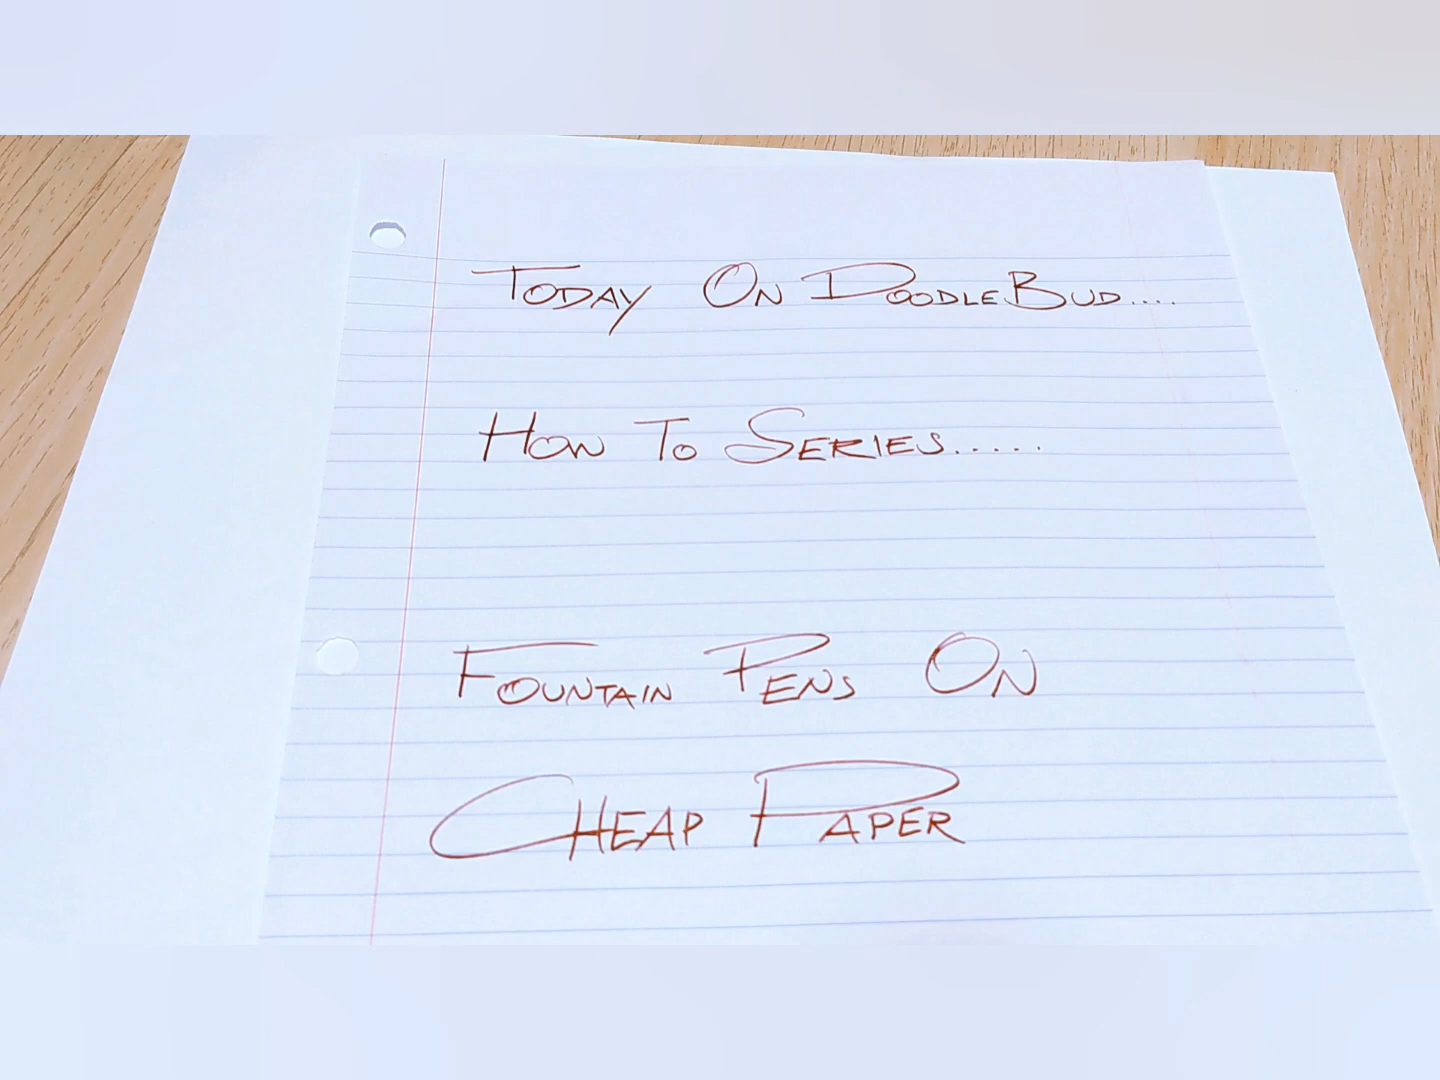 Today On DoodleBud....
How To Series.....
Fountain Pens On
Cheap Paper